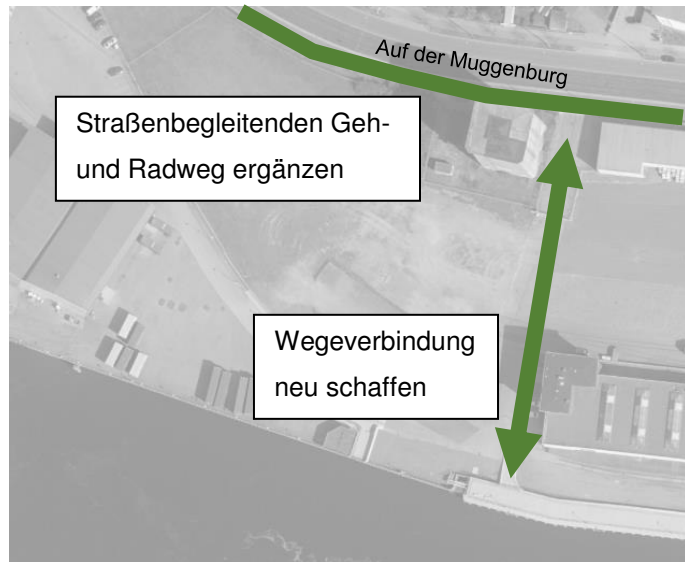 Auf der Muggenburg
Straßenbegleitenden Geh-
und Radweg ergänzen
Wegeverbindung
neu schaffen